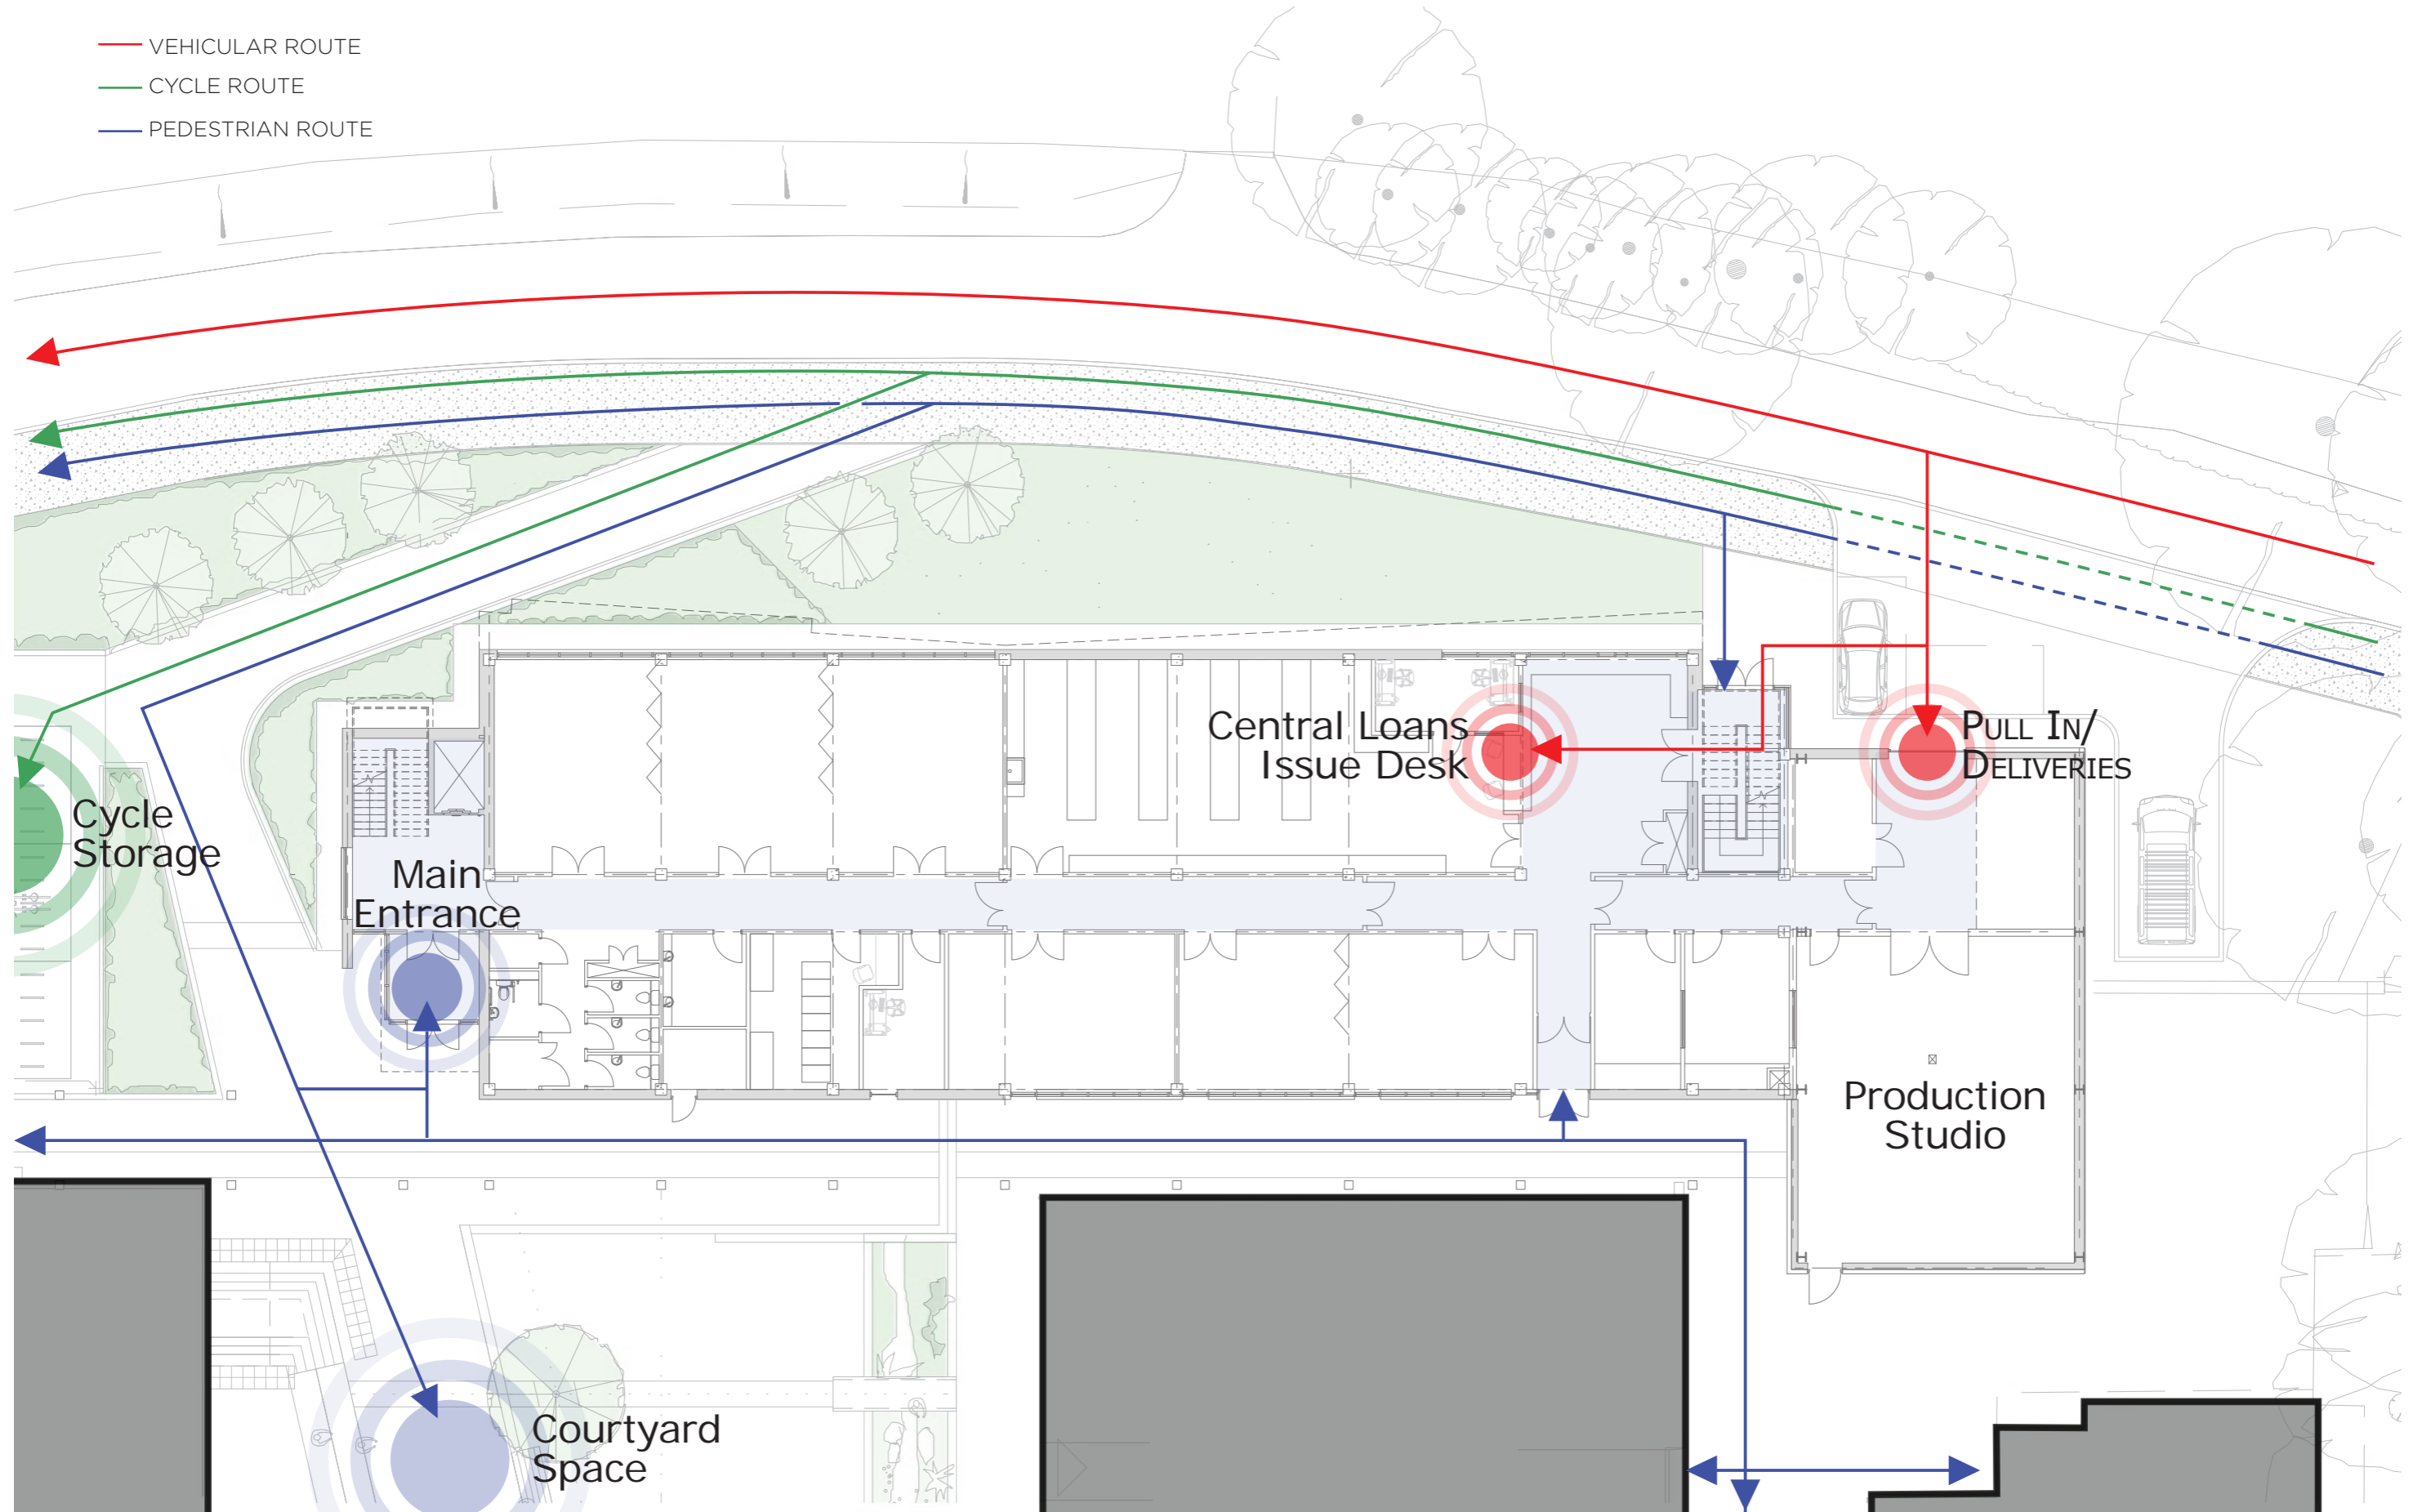 VEHICULAR ROUTE
CYCLE ROUTE
PEDESTRIAN ROUTE
Central Loans
Issue Desk
Pull In/
Deliveries
Cycle
Storage
Main
Entrance
Production
Studio
Courtyard
Space